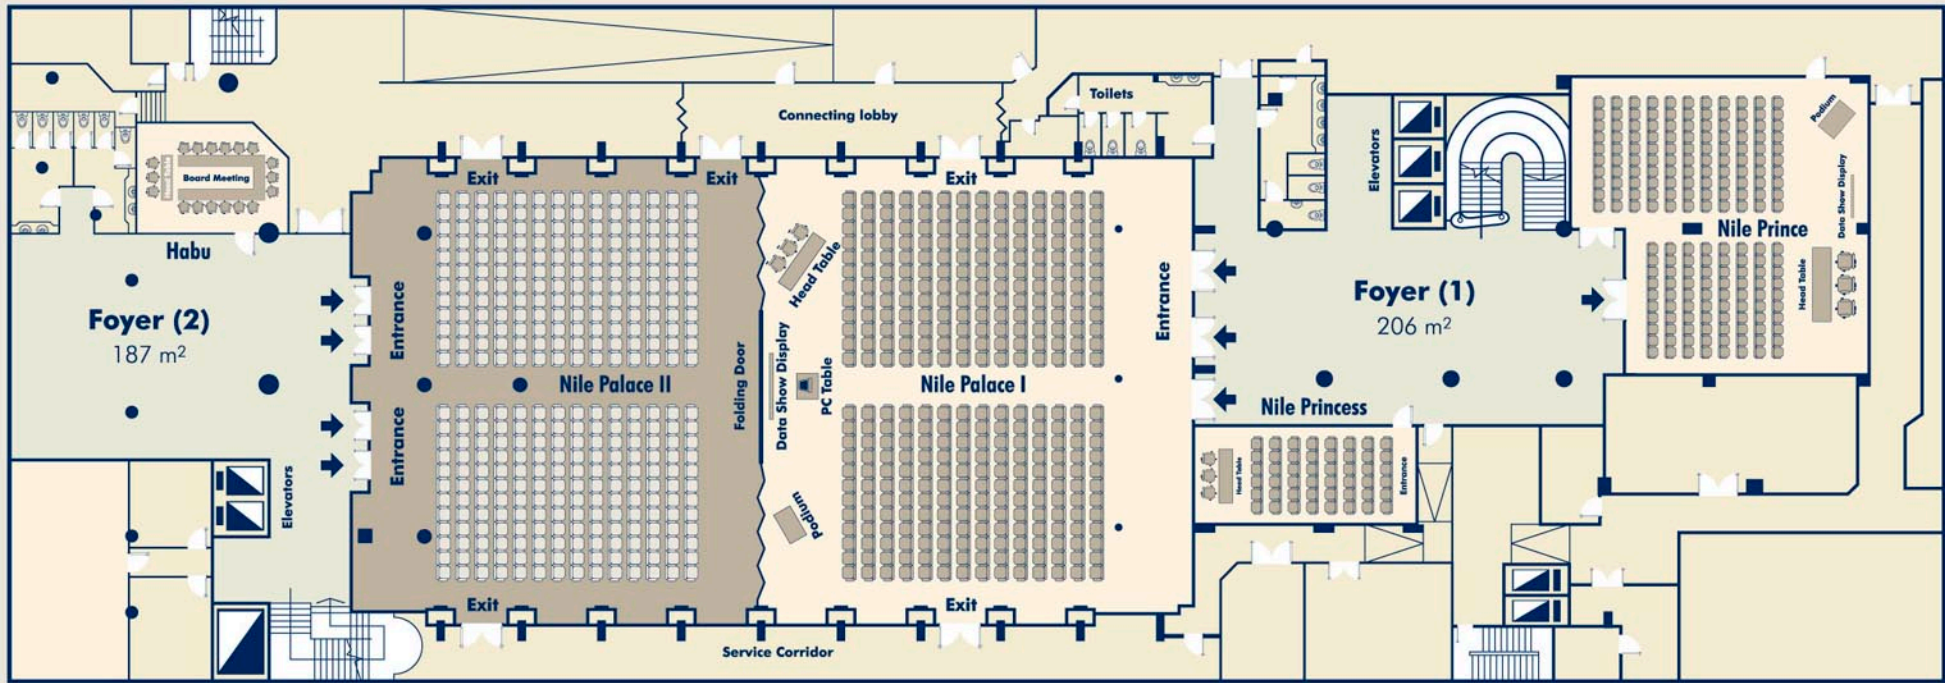 Connecting lobby
Toilets
Podium
Elevators
Exit
Exit
Exit
Board Meeting
Data Show Display
Nile Prince
Habu
Head Table
Entrance
Entrance
Foyer (1)
206 m²
Head Table
Foyer (2)
187 m²
Folding Door
Data Show Display
PC Table
Nile Palace II
Nile Palace I
Nile Princess
Entrance
Head Table
Entrance
Elevators
Podium
Exit
Exit
Service Corridor